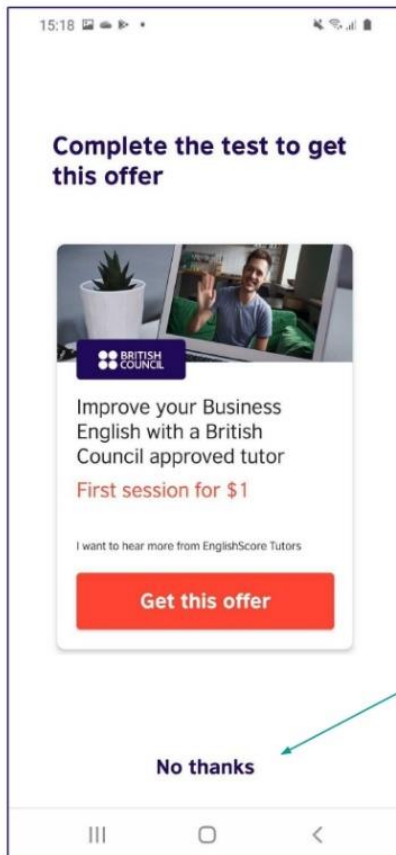 15:18
Complete the test to get
this offer
BRITISH
COUNCIL
Improve your Business
English with a British
Council approved tutor
First session for $1
I want to hear more from EnglishScore Tutors
Get this offer
No thanks